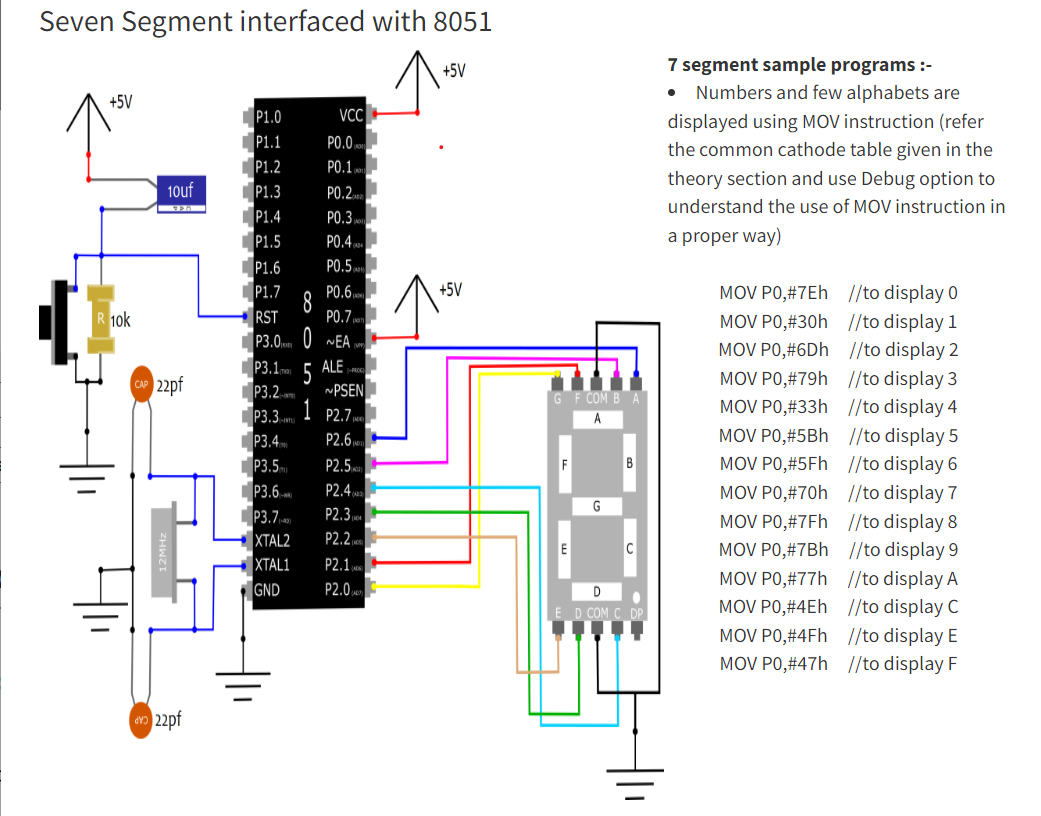 Seven Segment interfaced with 8051
+5V
10uf
R 10k
CAP 22pf
12MHz
CAP 22pf
P1.0
P1.1
P1.2
P1.3
P1.4
P1.5
P1.6
P1.7
RST
P3.0
P3.1
P3.2
P3.3
P3.4
P3.5
P3.6
P3.7
XTAL2
XTAL1
GND
8
0
5
1
VCC
P0.0
P0.1
P0.2
P0.3
P0.4
P0.5
P0.6
P0.7
~EA
ALE
~PSEN
P2.7
P2.6
P2.5
P2.4
P2.3
P2.2
P2.1
P2.0
+5V
+5V
G F COM B A
A
F B
G
E C
D
E D COM C DP
7 segment sample programs :-
• Numbers and few alphabets are
displayed using MOV instruction (refer
the common cathode table given in the
theory section and use Debug option to
understand the use of MOV instruction in
a proper way)
MOV P0,#7Eh //to display 0
MOV P0,#30h //to display 1
MOV P0,#6Dh //to display 2
MOV P0,#79h //to display 3
MOV P0,#33h //to display 4
MOV P0,#5Bh //to display 5
MOV P0,#5Fh //to display 6
MOV P0,#70h //to display 7
MOV P0,#7Fh //to display 8
MOV P0,#7Bh //to display 9
MOV P0,#77h //to display A
MOV P0,#4Eh //to display C
MOV P0,#4Fh //to display E
MOV P0,#47h //to display F